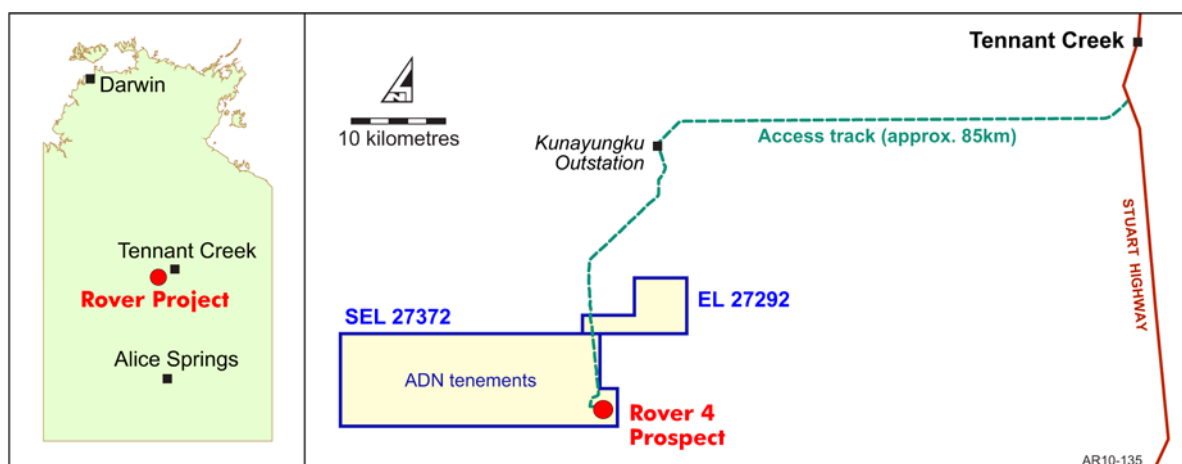 Darwin
Tennant Creek
Rover Project
Alice Springs
Tennant Creek
N
10 kilometres
Kunayungku
Outstation
Access track (approx. 85km)
STUART HIGHWAY
EL 27292
SEL 27372
ADN tenements
Rover 4
Prospect
AR10-135